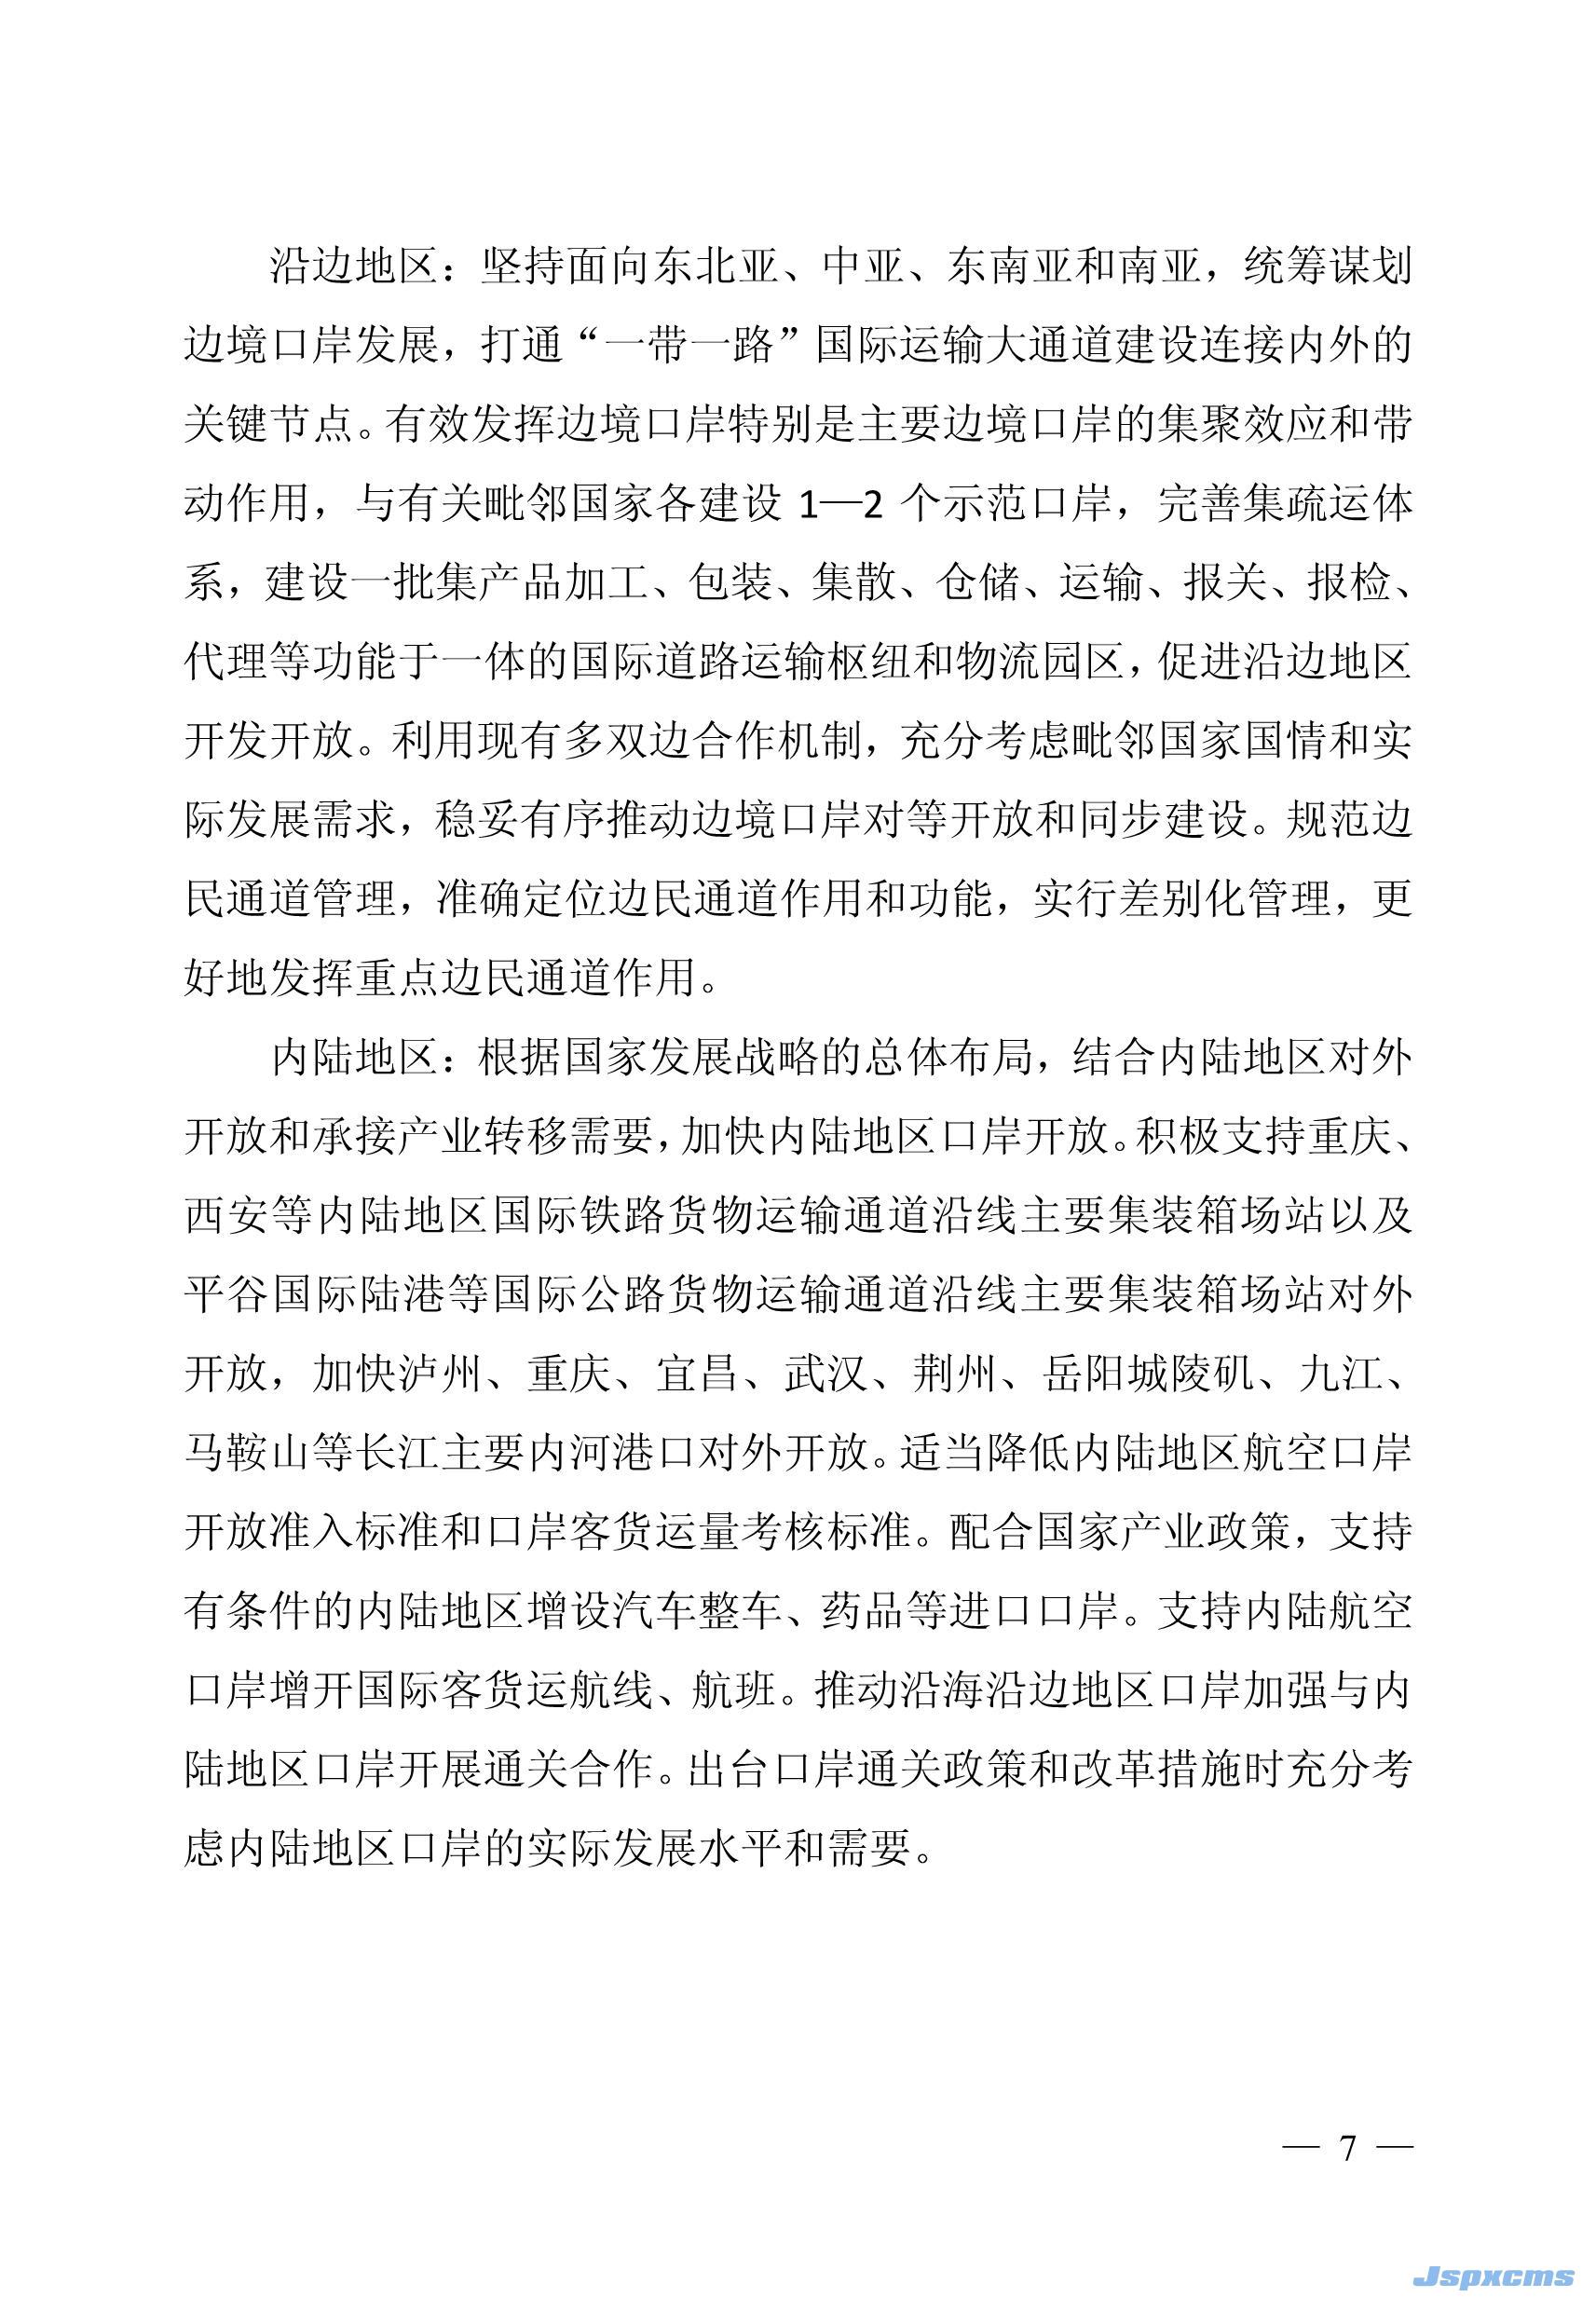 沿边地区：坚持面向东北亚、中亚、东南亚和南亚，统筹谋划
边境口岸发展，打通“一带一路”国际运输大通道建设连接内外的
关键节点。有效发挥边境口岸特别是主要边境口岸的集聚效应和带
动作用，与有关毗邻国家各建设 1—2 个示范口岸，完善集疏运体
系，建设一批集产品加工、包装、集散、仓储、运输、报关、报检、
代理等功能于一体的国际道路运输枢纽和物流园区，促进沿边地区
开发开放。利用现有多双边合作机制，充分考虑毗邻国家国情和实
际发展需求，稳妥有序推动边境口岸对等开放和同步建设。规范边
民通道管理，准确定位边民通道作用和功能，实行差别化管理，更
好地发挥重点边民通道作用。
内陆地区：根据国家发展战略的总体布局，结合内陆地区对外
开放和承接产业转移需要，加快内陆地区口岸开放。积极支持重庆、
西安等内陆地区国际铁路货物运输通道沿线主要集装箱场站以及
平谷国际陆港等国际公路货物运输通道沿线主要集装箱场站对外
开放，加快泸州、重庆、宜昌、武汉、荆州、岳阳城陵矶、九江、
马鞍山等长江主要内河港口对外开放。适当降低内陆地区航空口岸
开放准入标准和口岸客货运量考核标准。配合国家产业政策，支持
有条件的内陆地区增设汽车整车、药品等进口口岸。支持内陆航空
口岸增开国际客货运航线、航班。推动沿海沿边地区口岸加强与内
陆地区口岸开展通关合作。出台口岸通关政策和改革措施时充分考
虑内陆地区口岸的实际发展水平和需要。
— 7 —
Jspxcms